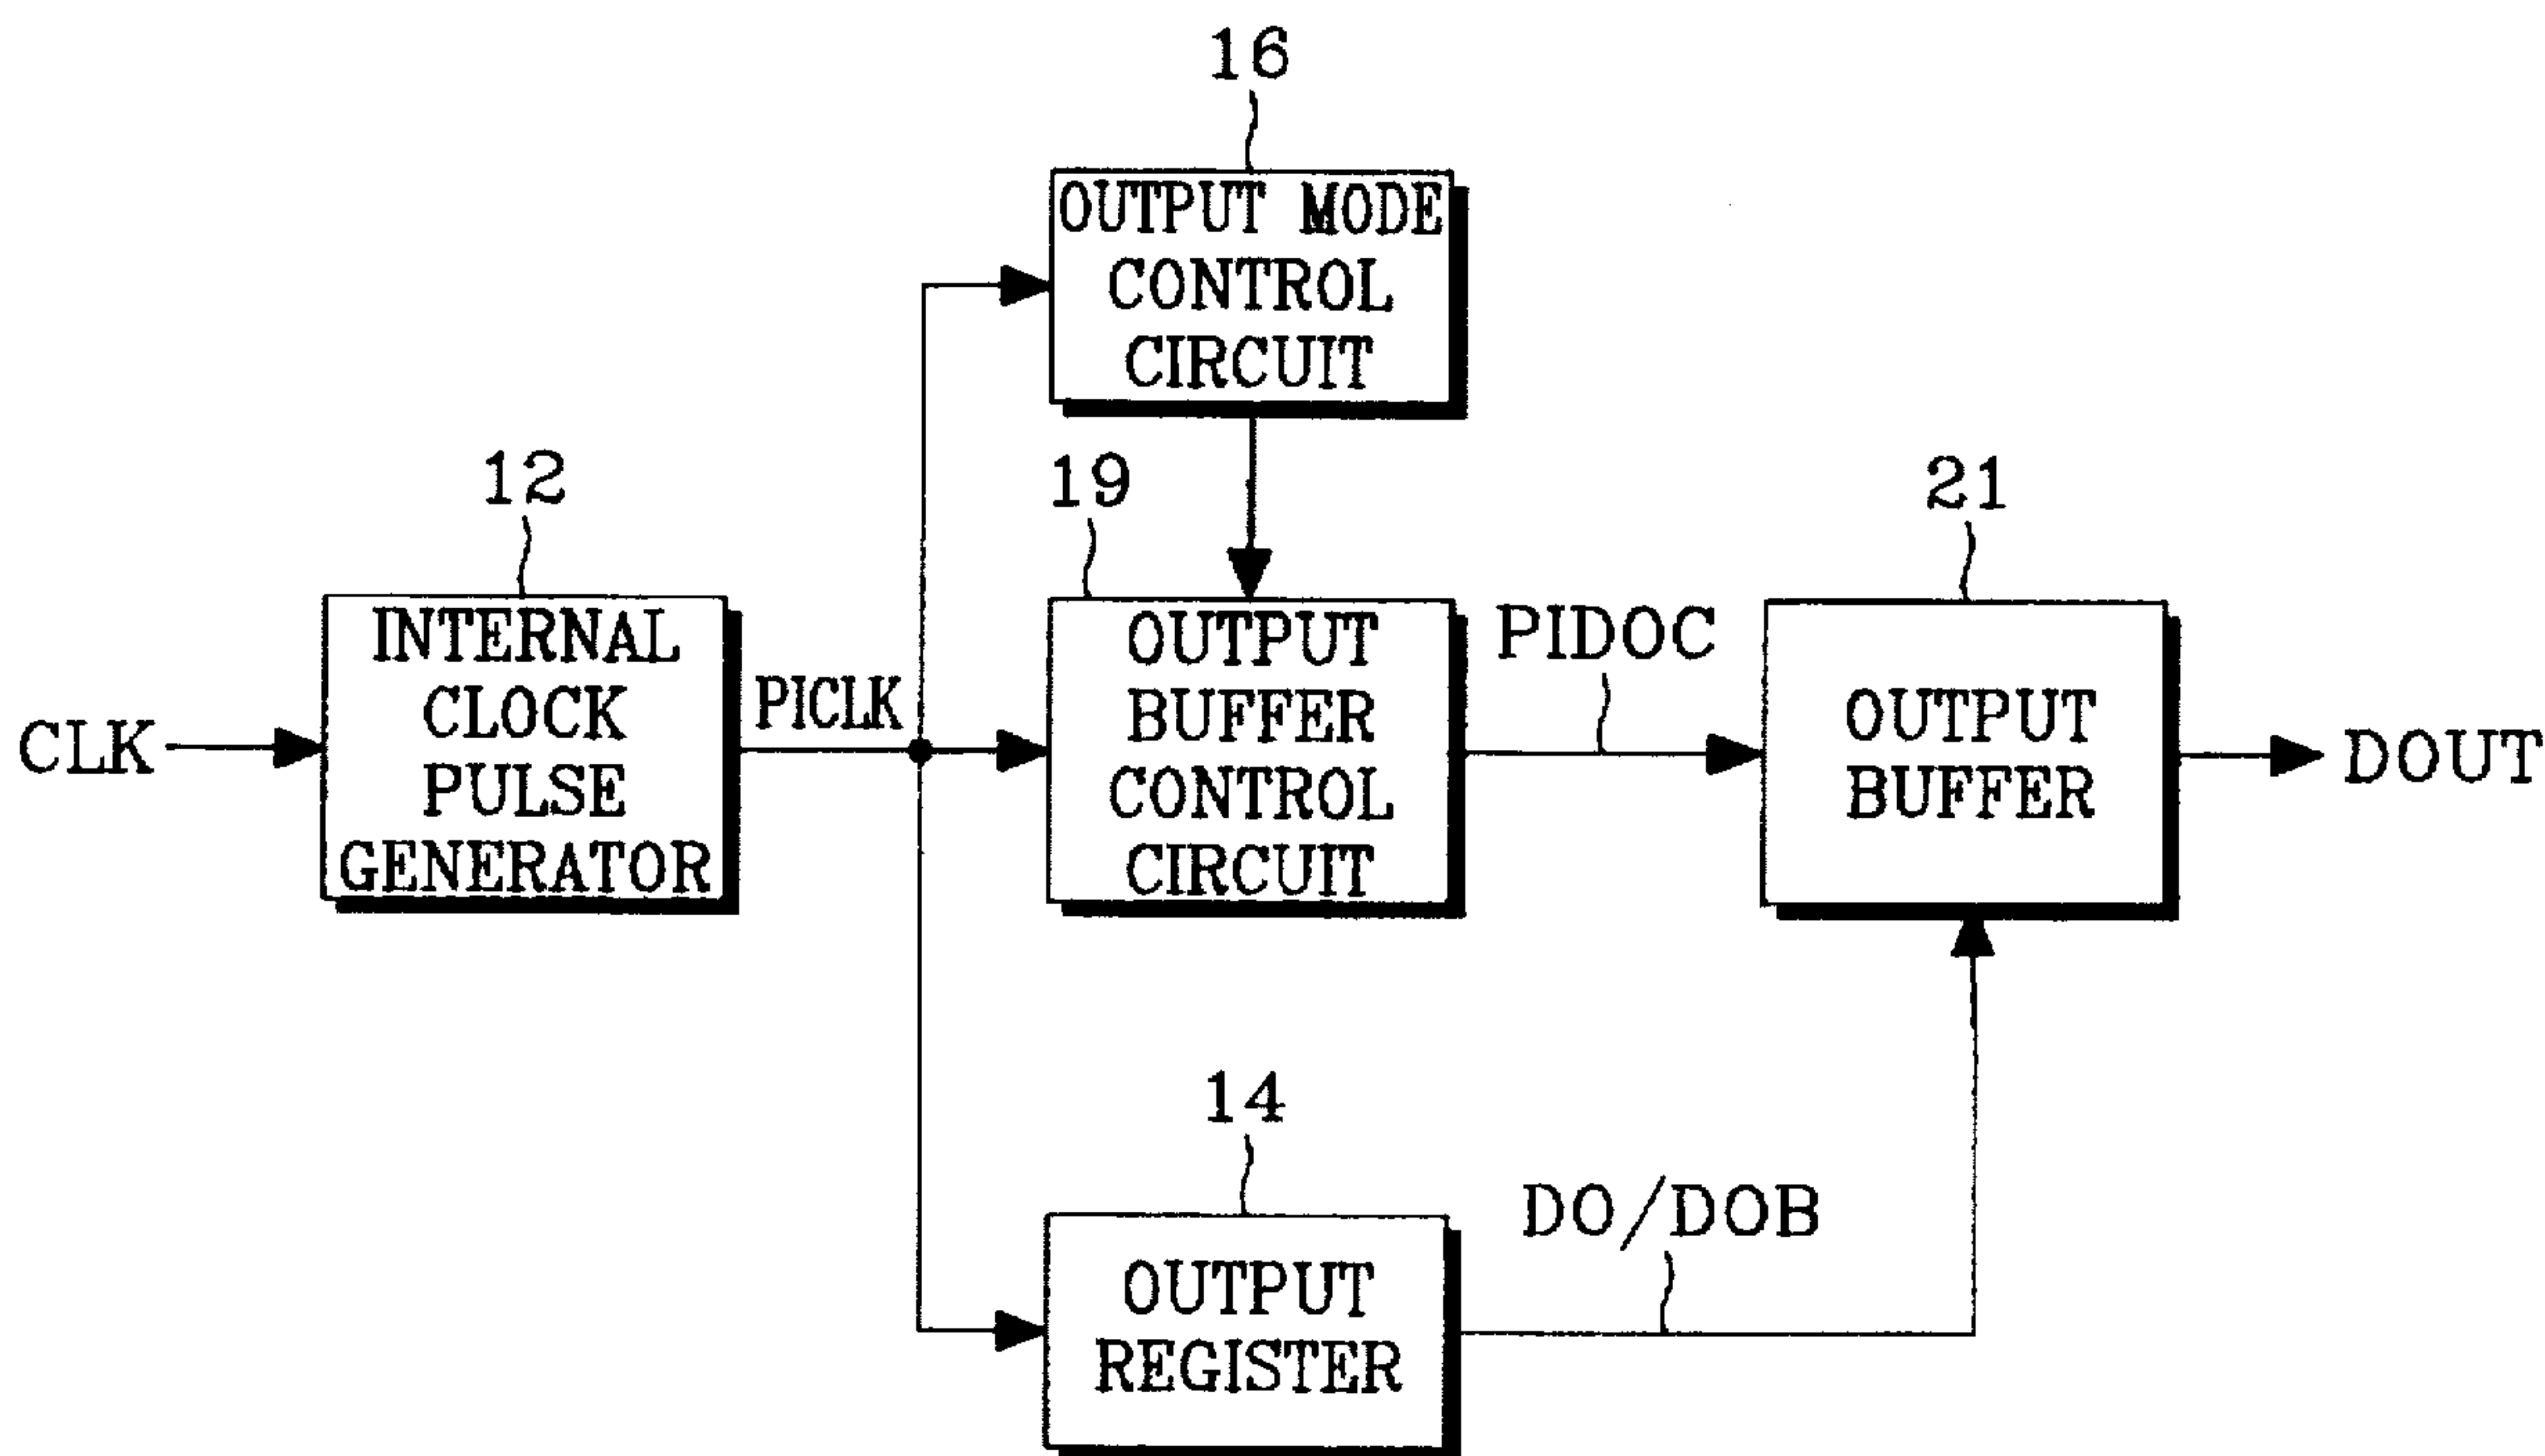 16
OUTPUT MODE
CONTROL
CIRCUIT
12
INTERNAL
CLOCK
PULSE
GENERATOR
CLK
PICLK
19
OUTPUT
BUFFER
CONTROL
CIRCUIT
PIDOC
21
OUTPUT
BUFFER
DOUT
14
OUTPUT
REGISTER
DO/DOB